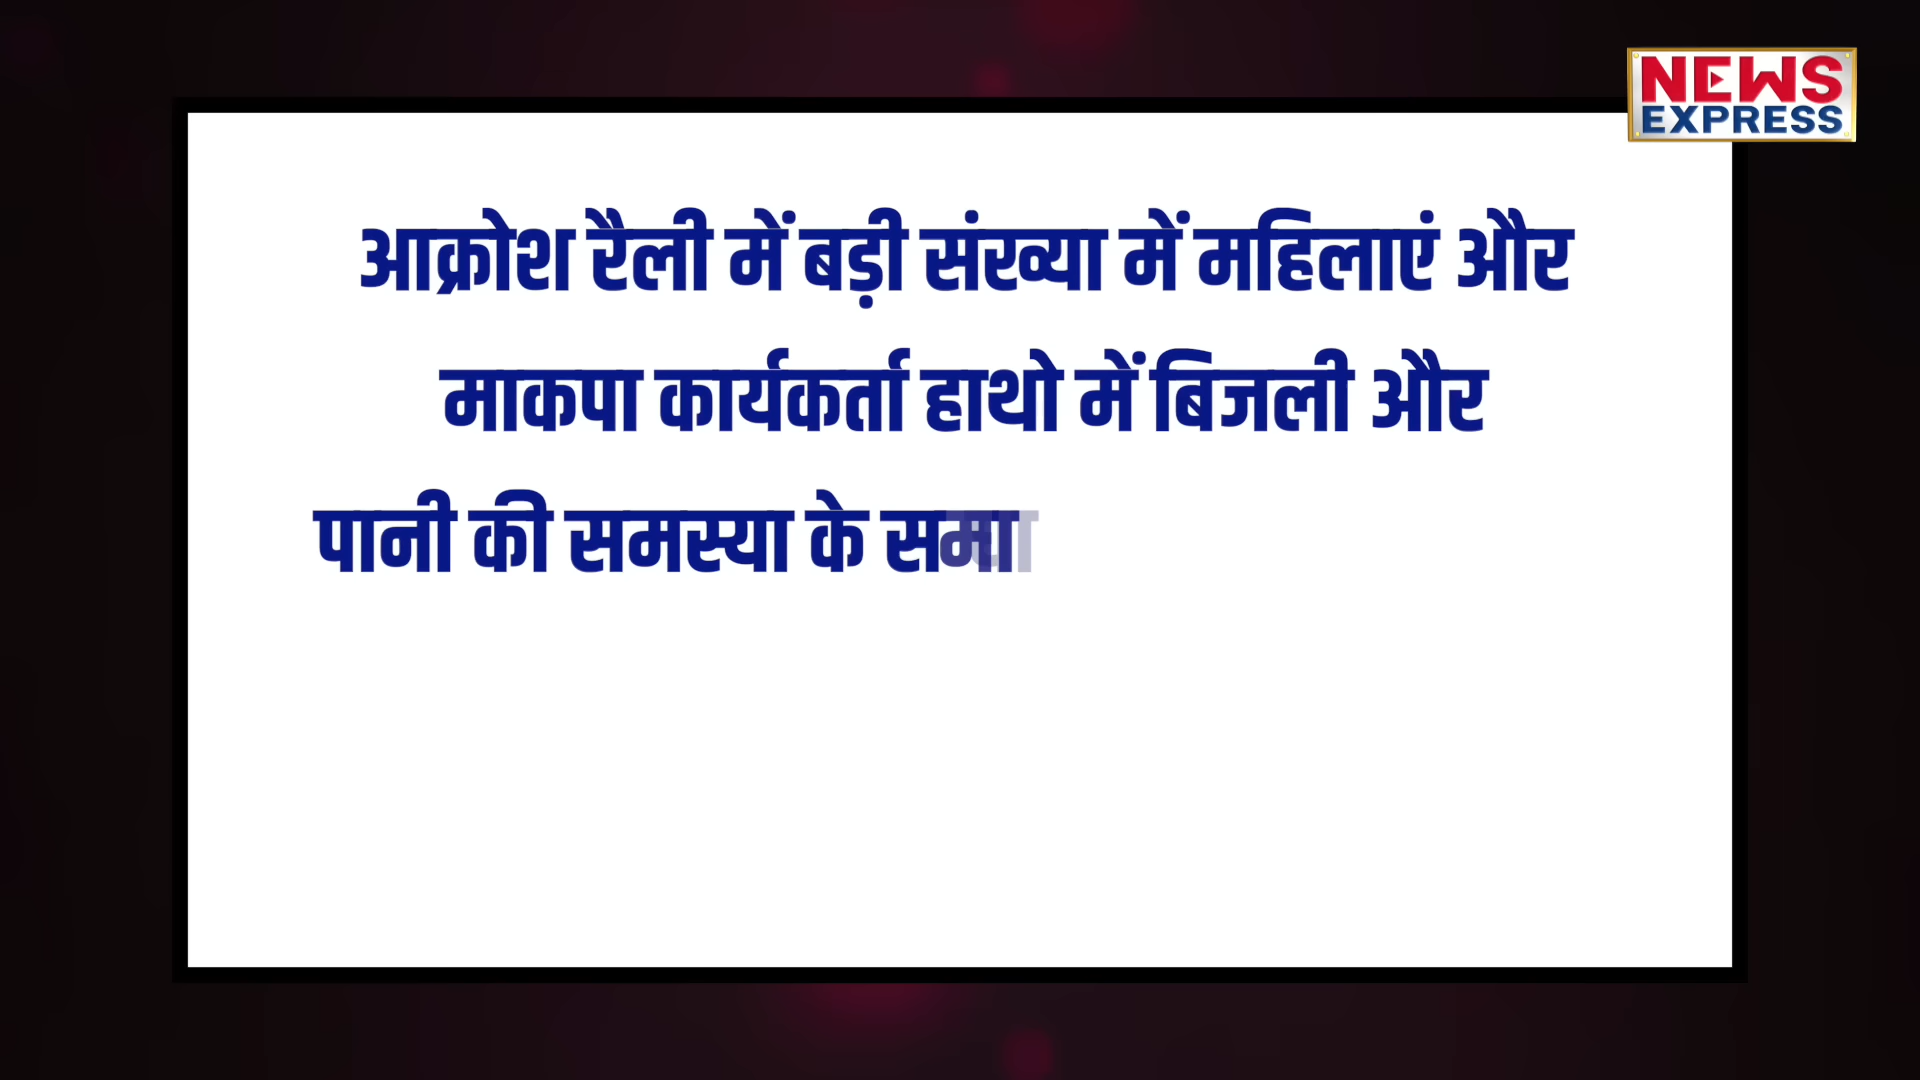 NEWS
EXPRESS
आक्रोश रैली में बड़ी संख्या में महिलाएं और
माकपा कार्यकर्ता हाथो में बिजली और
पानी की समस्या के